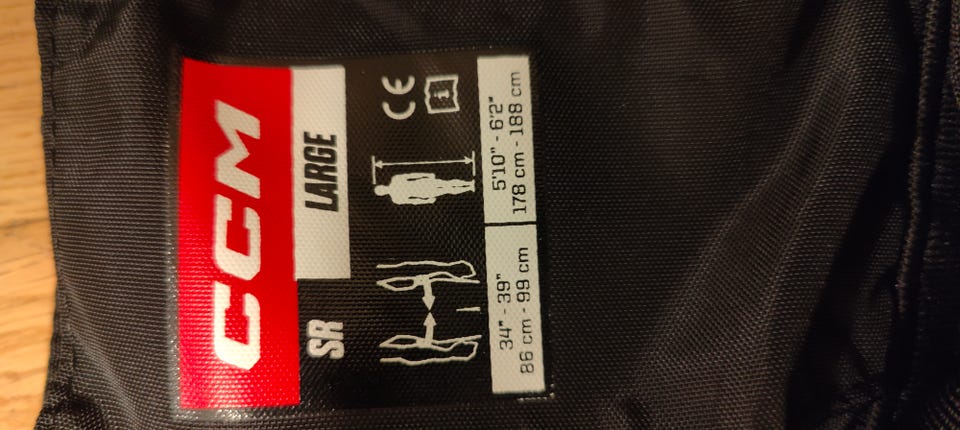 CCM
SR LARGE
CE
i
34" - 39"
86 cm - 99 cm
5'10" - 6'2"
178 cm - 188 cm